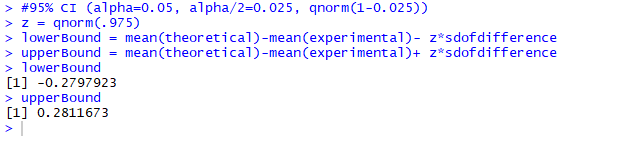 > #95% CI (alpha=0.05, alpha/2=0.025, qnorm(1-0.025))
> z = qnorm(.975)
> lowerBound = mean(theoretical)-mean(experimental)- z*sdofdifference
> upperBound = mean(theoretical)-mean(experimental)+ z*sdofdifference
> lowerBound
[1] -0.2797923
> upperBound
[1] 0.2811673
>